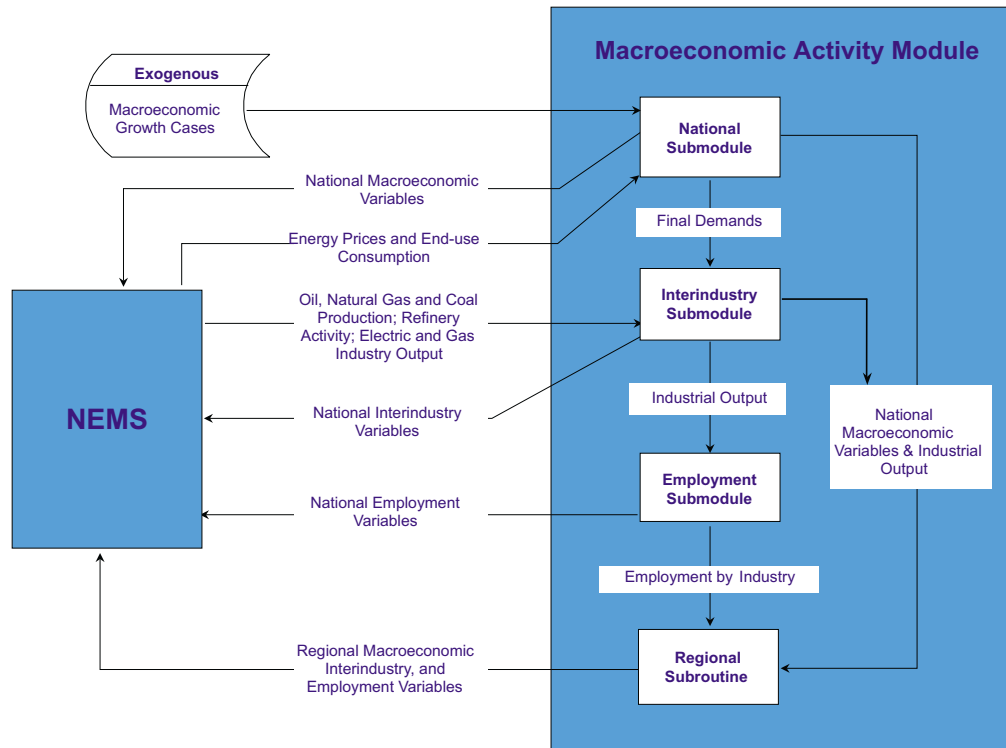 Macroeconomic Activity Module
Exogenous
Macroeconomic
Growth Cases
National
Submodule
National Macroeconomic
Variables
Final Demands
Energy Prices and End-use
Consumption
Oil, Natural Gas and Coal
Production; Refinery
Activity; Electric and Gas
Industry Output
Interindustry
Submodule
NEMS
National Interindustry
Variables
Industrial Output
National
Macroeconomic
Variables & Industrial
Output
Employment
Submodule
National Employment
Variables
Employment by Industry
Regional Macroeconomic
Interindustry, and
Employment Variables
Regional
Subroutine